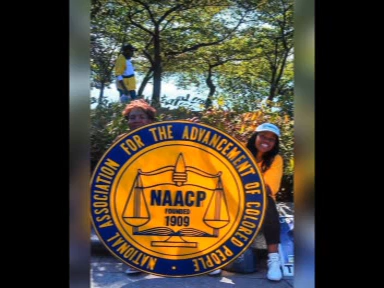 NATIONAL ASSOCIATION FOR THE ADVANCEMENT OF COLORED PEOPLE
NAACP
FOUNDED
1909